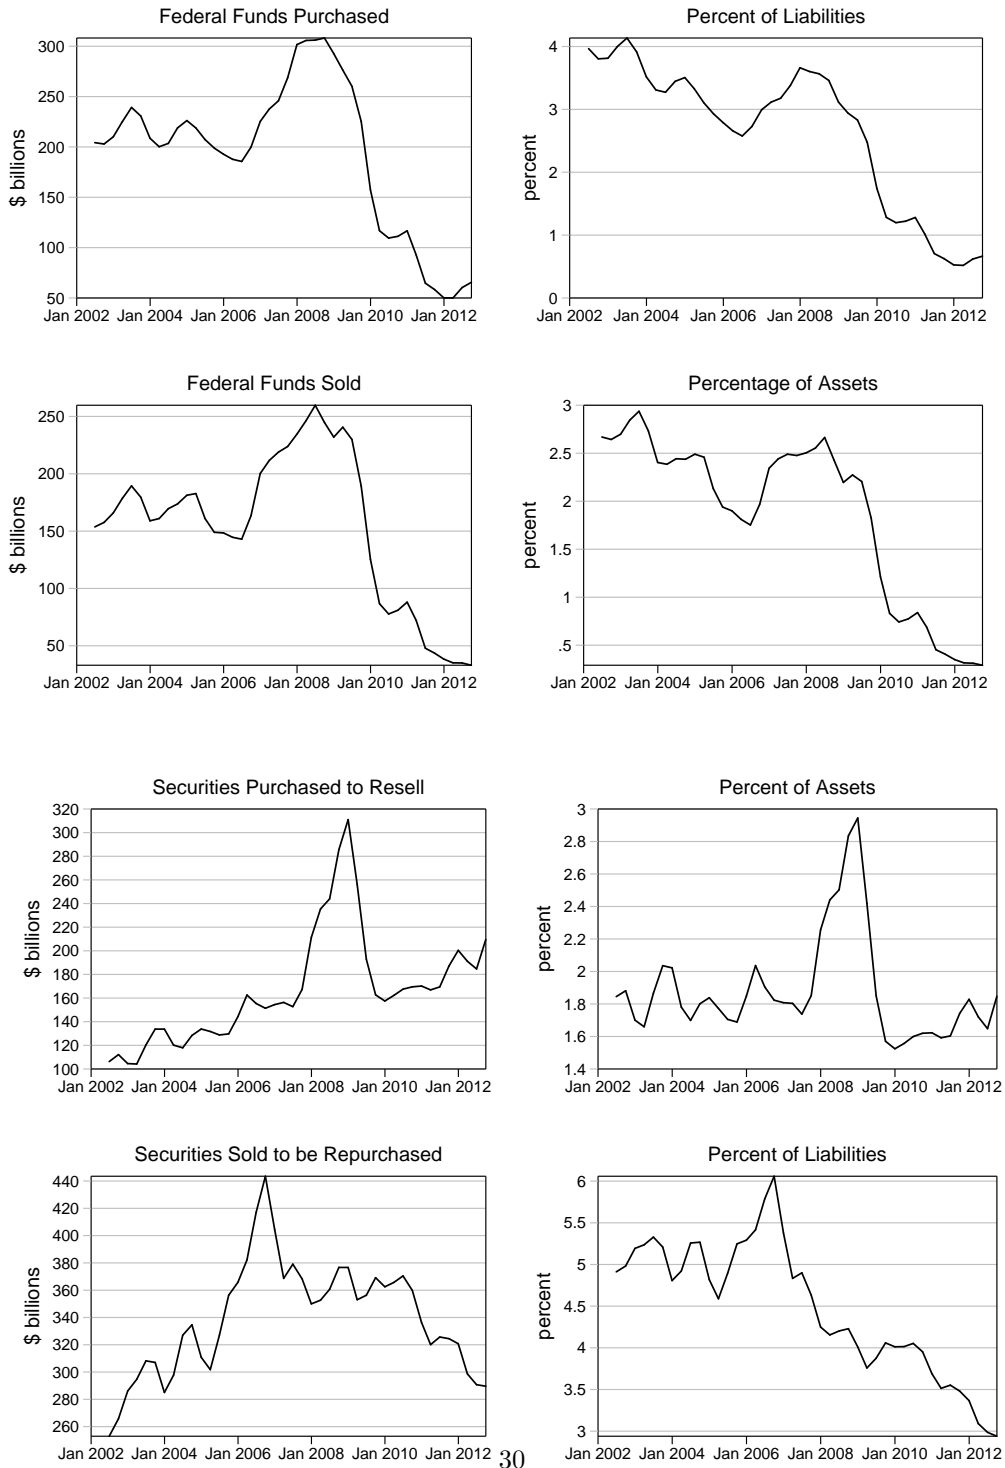 Federal Funds Purchased
$ billions
300
250
200
150
100
50
Jan 2002 Jan 2004 Jan 2006 Jan 2008 Jan 2010 Jan 2012
Percent of Liabilities
percent
4
3
2
1
0
Jan 2002 Jan 2004 Jan 2006 Jan 2008 Jan 2010 Jan 2012
Federal Funds Sold
$ billions
250
200
150
100
50
Jan 2002 Jan 2004 Jan 2006 Jan 2008 Jan 2010 Jan 2012
Percentage of Assets
percent
3
2.5
2
1.5
1
.5
Jan 2002 Jan 2004 Jan 2006 Jan 2008 Jan 2010 Jan 2012
Securities Purchased to Resell
$ billions
320
300
280
260
240
220
200
180
160
140
120
100
Jan 2002 Jan 2004 Jan 2006 Jan 2008 Jan 2010 Jan 2012
Percent of Assets
percent
3
2.8
2.6
2.4
2.2
2
1.8
1.6
1.4
Jan 2002 Jan 2004 Jan 2006 Jan 2008 Jan 2010 Jan 2012
Securities Sold to be Repurchased
$ billions
440
420
400
380
360
340
320
300
280
260
Jan 2002 Jan 2004 Jan 2006 Jan 2008 Jan 2010 Jan 2012
Percent of Liabilities
percent
6
5.5
5
4.5
4
3.5
3
Jan 2002 Jan 2004 Jan 2006 Jan 2008 Jan 2010 Jan 2012
30